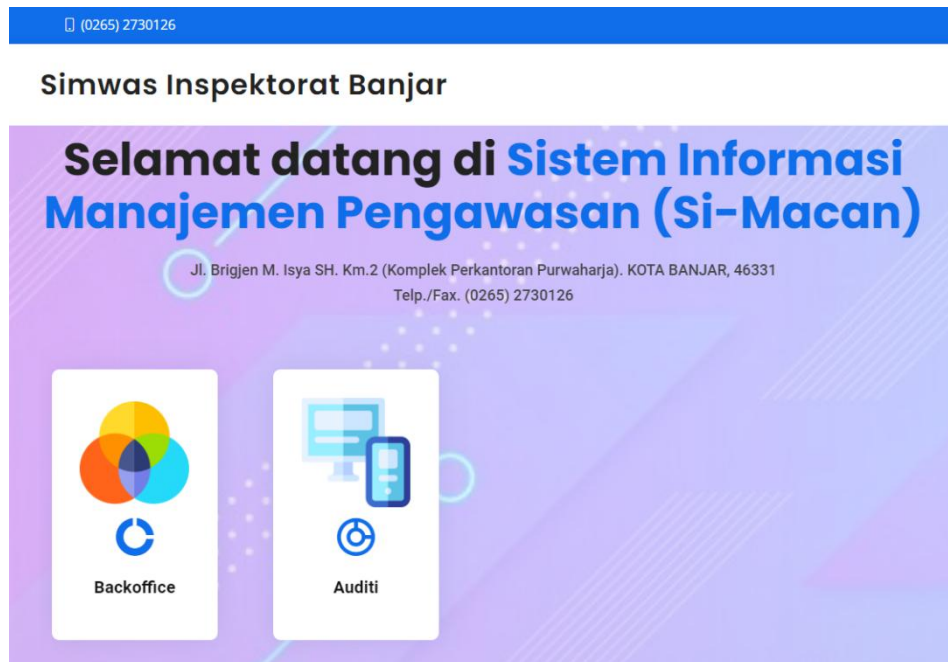 (0265) 2730126
Simwas Inspektorat Banjar
Selamat datang di Sistem Informasi
Manajemen Pengawasan (Si-Macan)
Jl. Brigjen M. Isya SH. Km.2 (Komplek Perkantoran Purwaharja). KOTA BANJAR, 46331
Telp./Fax. (0265) 2730126
Backoffice
Auditi